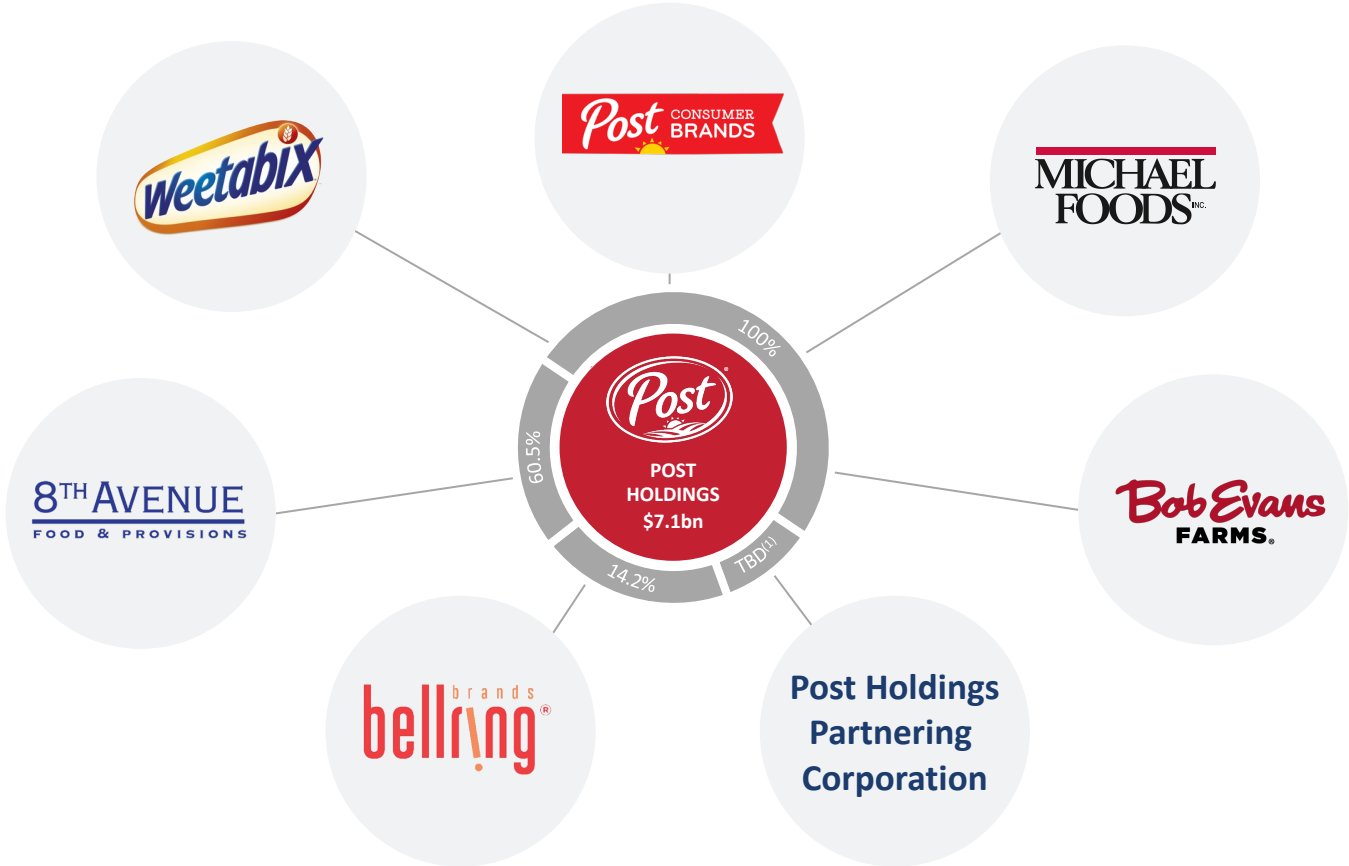 Weetabix
Post CONSUMER
BRANDS
MICHAEL
FOODS INC.
100%
60.5%
14.2%
TBD(1)
Post®
POST
HOLDINGS
$7.1bn
8TH AVENUE
FOOD & PROVISIONS
Bob Evans
FARMS®
brands
bellring®
Post Holdings
Partnering
Corporation